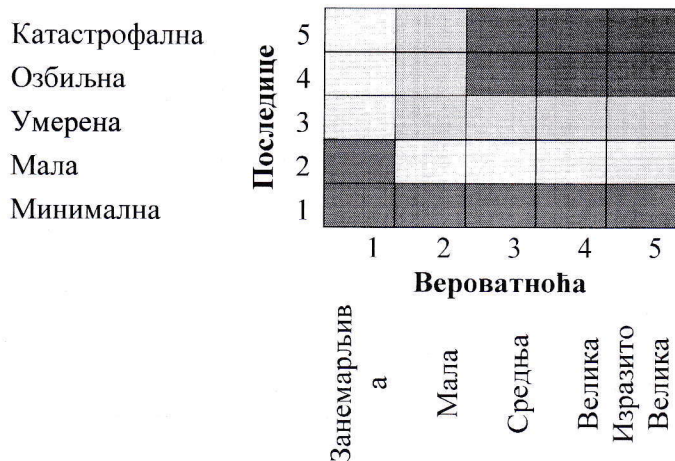 Катастрофална 5
Озбиљна 4
Умерена 3
Мала 2
Минимална 1
Последице
1 2 3 4 5
Вероватноћа
Занемарљив
а
Мала
Средња
Велика
Изразито
Велика